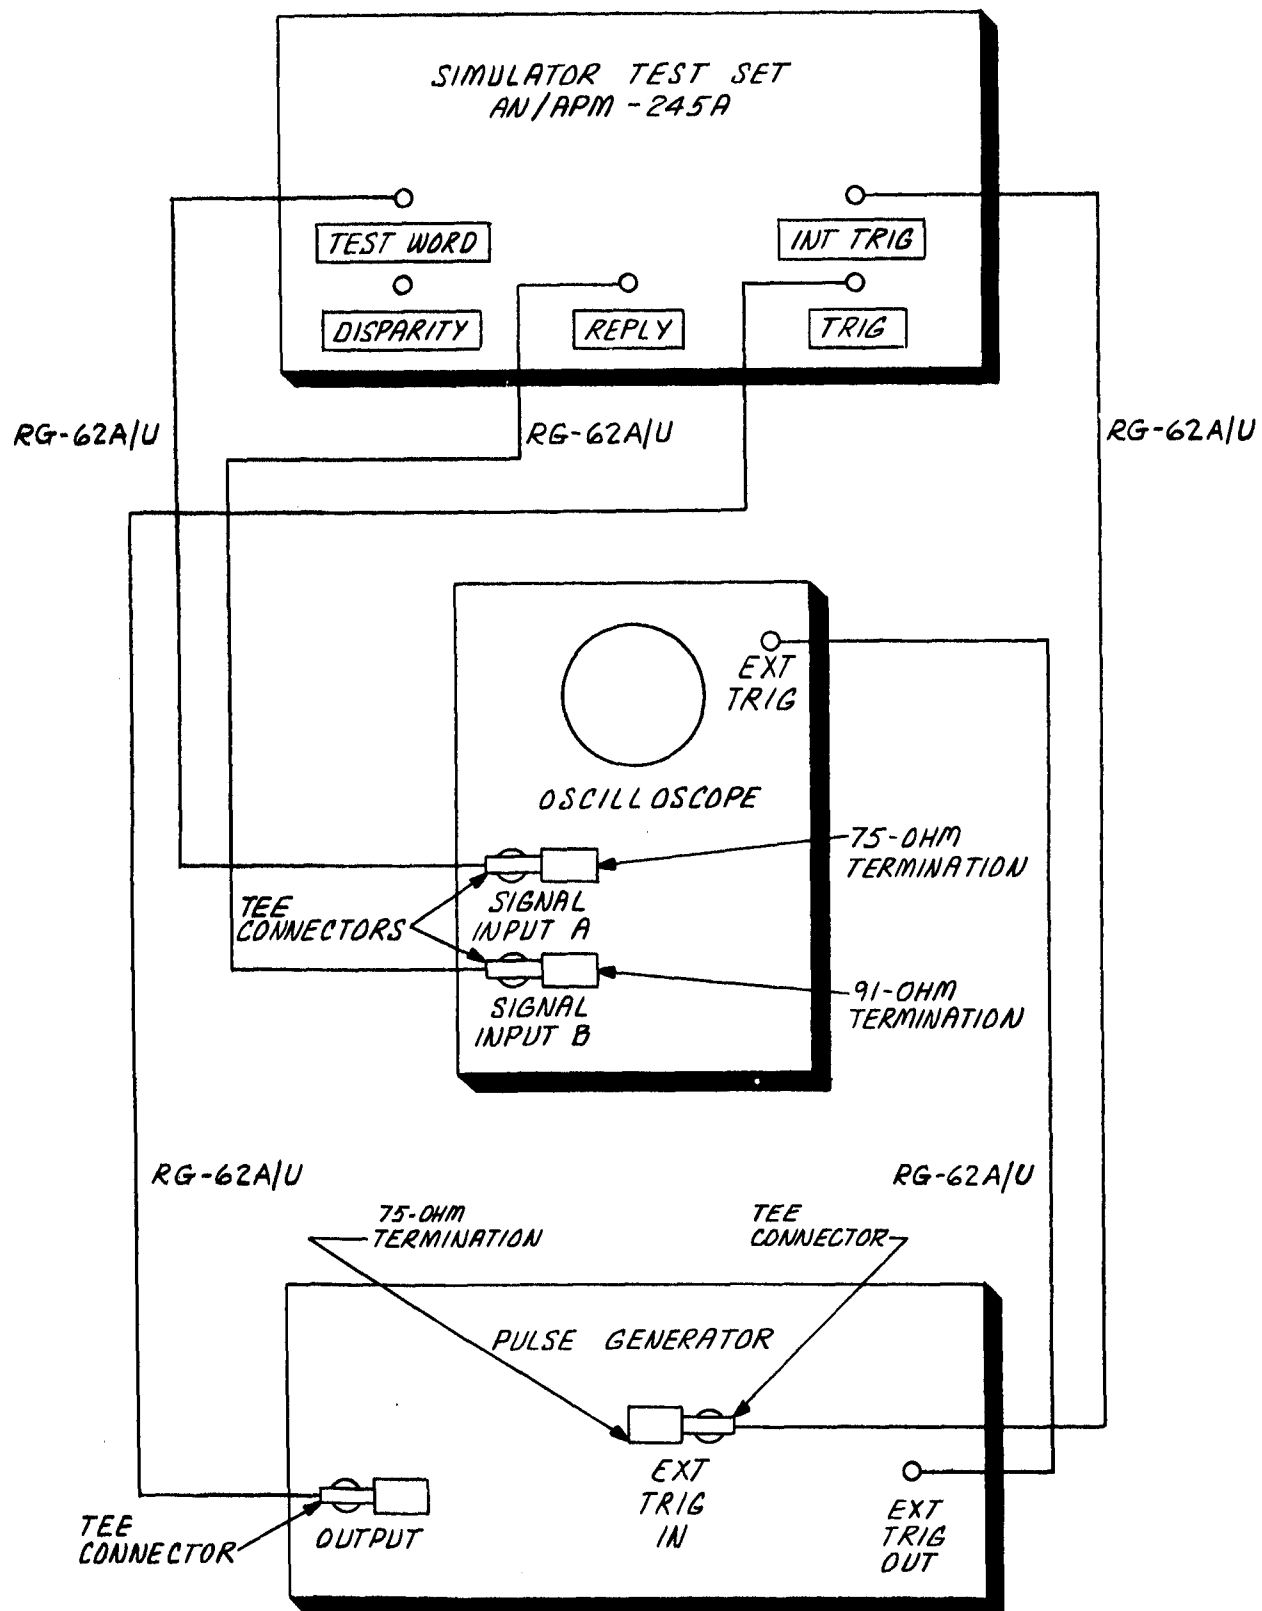 SIMULATOR TEST SET
AN/APM-245A
TEST WORD
INT TRIG
DISPARITY
REPLY
TRIG
RG-62A/U
RG-62A/U
RG-62A/U
EXT
TRIG
OSCILLOSCOPE
75-OHM
TERMINATION
TEE
CONNECTORS
SIGNAL
INPUT A
SIGNAL
INPUT B
91-OHM
TERMINATION
RG-62A/U
RG-62A/U
75-OHM
TERMINATION
TEE
CONNECTOR
PULSE GENERATOR
EXT
TRIG
IN
EXT
TRIG
OUT
OUTPUT
TEE
CONNECTOR